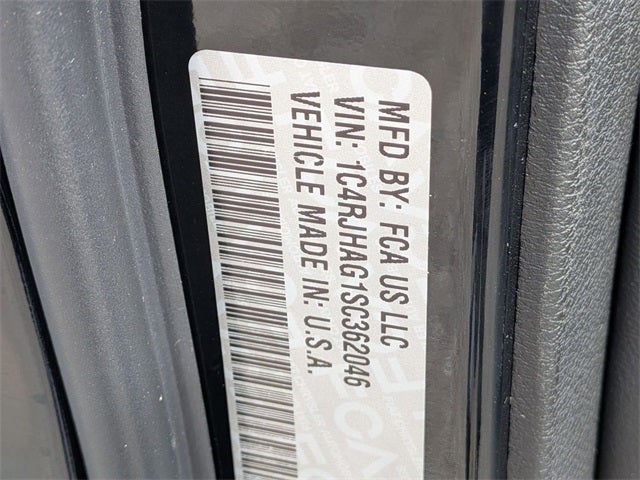 MFD BY: FCA US LLC
VIN: 1C4RJHAG1SC362046
VEHICLE MADE IN: U.S.A.